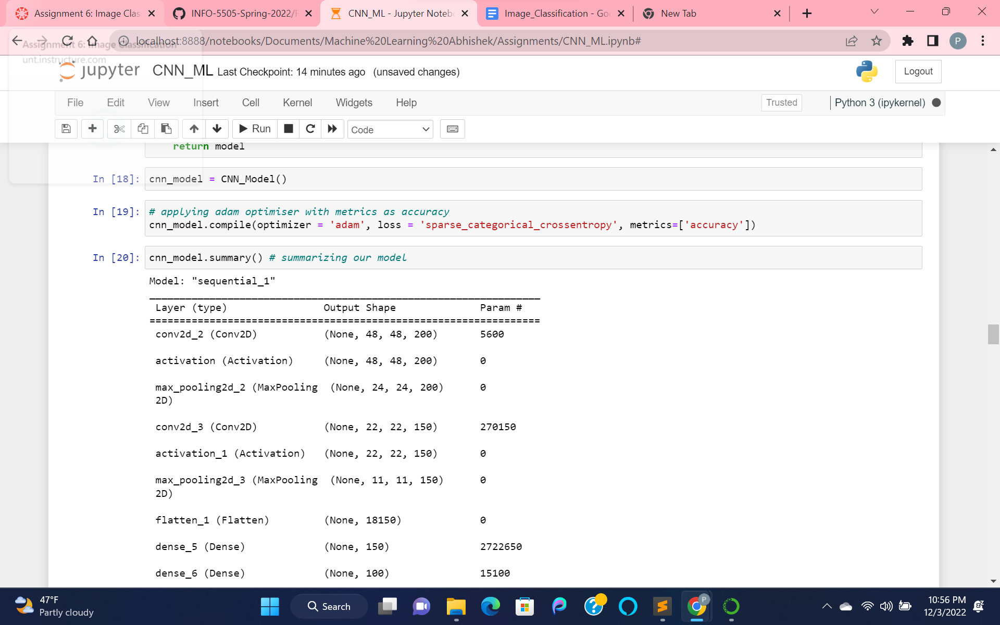 Assignment 6: Image Clas
INFO-5505-Spring-2022/F
CNN_ML - Jupyter Noteb
Image_Classification - Go
New Tab
localhost:8888/notebooks/Documents/Machine%20Learning%20Abhishek/Assignments/CNN_ML.ipynb#
P
Assignment 6: Image Classification
unt.instructure.com
jupyter CNN_ML Last Checkpoint: 14 minutes ago (unsaved changes)
Logout
File Edit View Insert Cell Kernel Widgets Help
Trusted
Python 3 (ipykernel)
Run
Code
return model
In [18]: cnn_model = CNN_Model()
In [19]: # applying adam optimiser with metrics as accuracy
cnn_model.compile(optimizer = 'adam', loss = 'sparse_categorical_crossentropy', metrics=['accuracy'])
In [20]: cnn_model.summary() # summarizing our model
Model: "sequential_1"
_________________________________________________________________
Layer (type) Output Shape Param #
=================================================================
conv2d_2 (Conv2D) (None, 48, 48, 200) 5600
activation (Activation) (None, 48, 48, 200) 0
max_pooling2d_2 (MaxPooling (None, 24, 24, 200) 0
2D)
conv2d_3 (Conv2D) (None, 22, 22, 150) 270150
activation_1 (Activation) (None, 22, 22, 150) 0
max_pooling2d_3 (MaxPooling (None, 11, 11, 150) 0
2D)
flatten_1 (Flatten) (None, 18150) 0
dense_5 (Dense) (None, 150) 2722650
dense_6 (Dense) (None, 100) 15100
47°F
Partly cloudy
Search
P
10:56 PM
12/3/2022